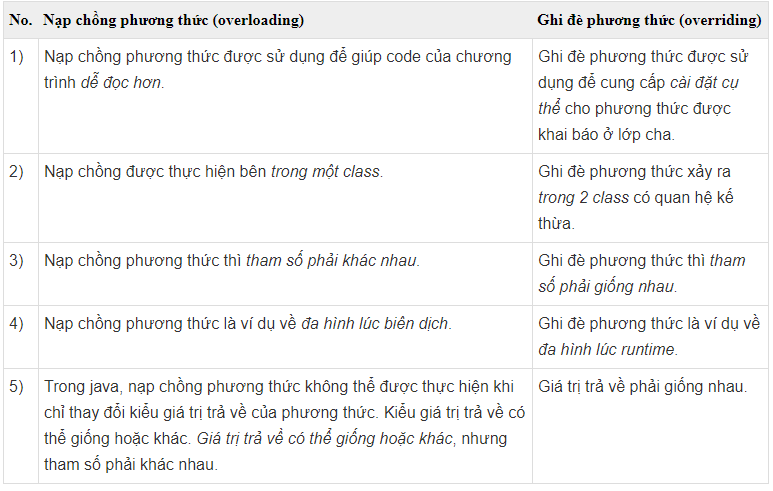 No. Nạp chồng phương thức (overloading) Ghi đè phương thức (overriding)
1) Nạp chồng phương thức được sử dụng để giúp code của chương
trình dễ đọc hơn.
Ghi đè phương thức được sử
dụng để cung cấp cài đặt cụ
thể cho phương thức được
khai báo ở lớp cha.
2) Nạp chồng được thực hiện bên trong một class.
Ghi đè phương thức xảy ra
trong 2 class có quan hệ kế
thừa.
3) Nạp chồng phương thức thì tham số phải khác nhau.
Ghi đè phương thức thì tham
số phải giống nhau.
4) Nạp chồng phương thức là ví dụ về đa hình lúc biên dịch.
Ghi đè phương thức là ví dụ về
đa hình lúc runtime.
5) Trong java, nạp chồng phương thức không thể được thực hiện khi
chỉ thay đổi kiểu giá trị trả về của phương thức. Kiểu giá trị trả về có
thể giống hoặc khác. Giá trị trả về có thể giống hoặc khác, nhưng
tham số phải khác nhau.
Giá trị trả về phải giống nhau.